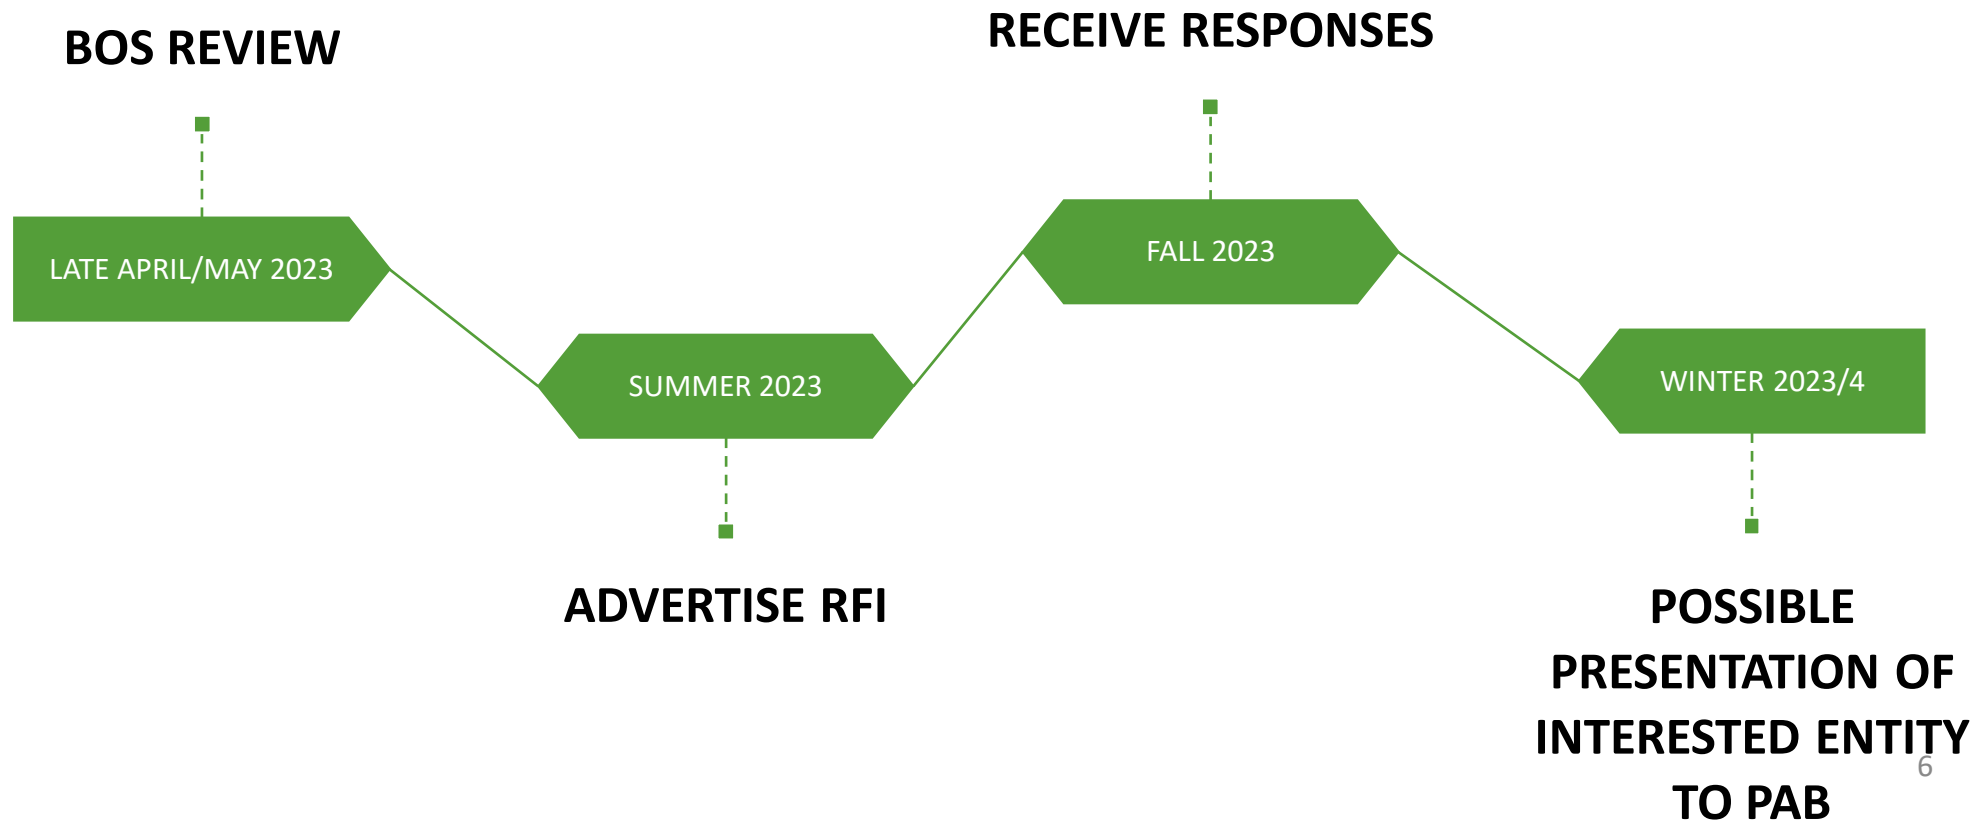 BOS REVIEW
LATE APRIL/MAY 2023
SUMMER 2023
ADVERTISE RFI
RECEIVE RESPONSES
FALL 2023
WINTER 2023/4
POSSIBLE
PRESENTATION OF
INTERESTED ENTITY
TO PAB
6